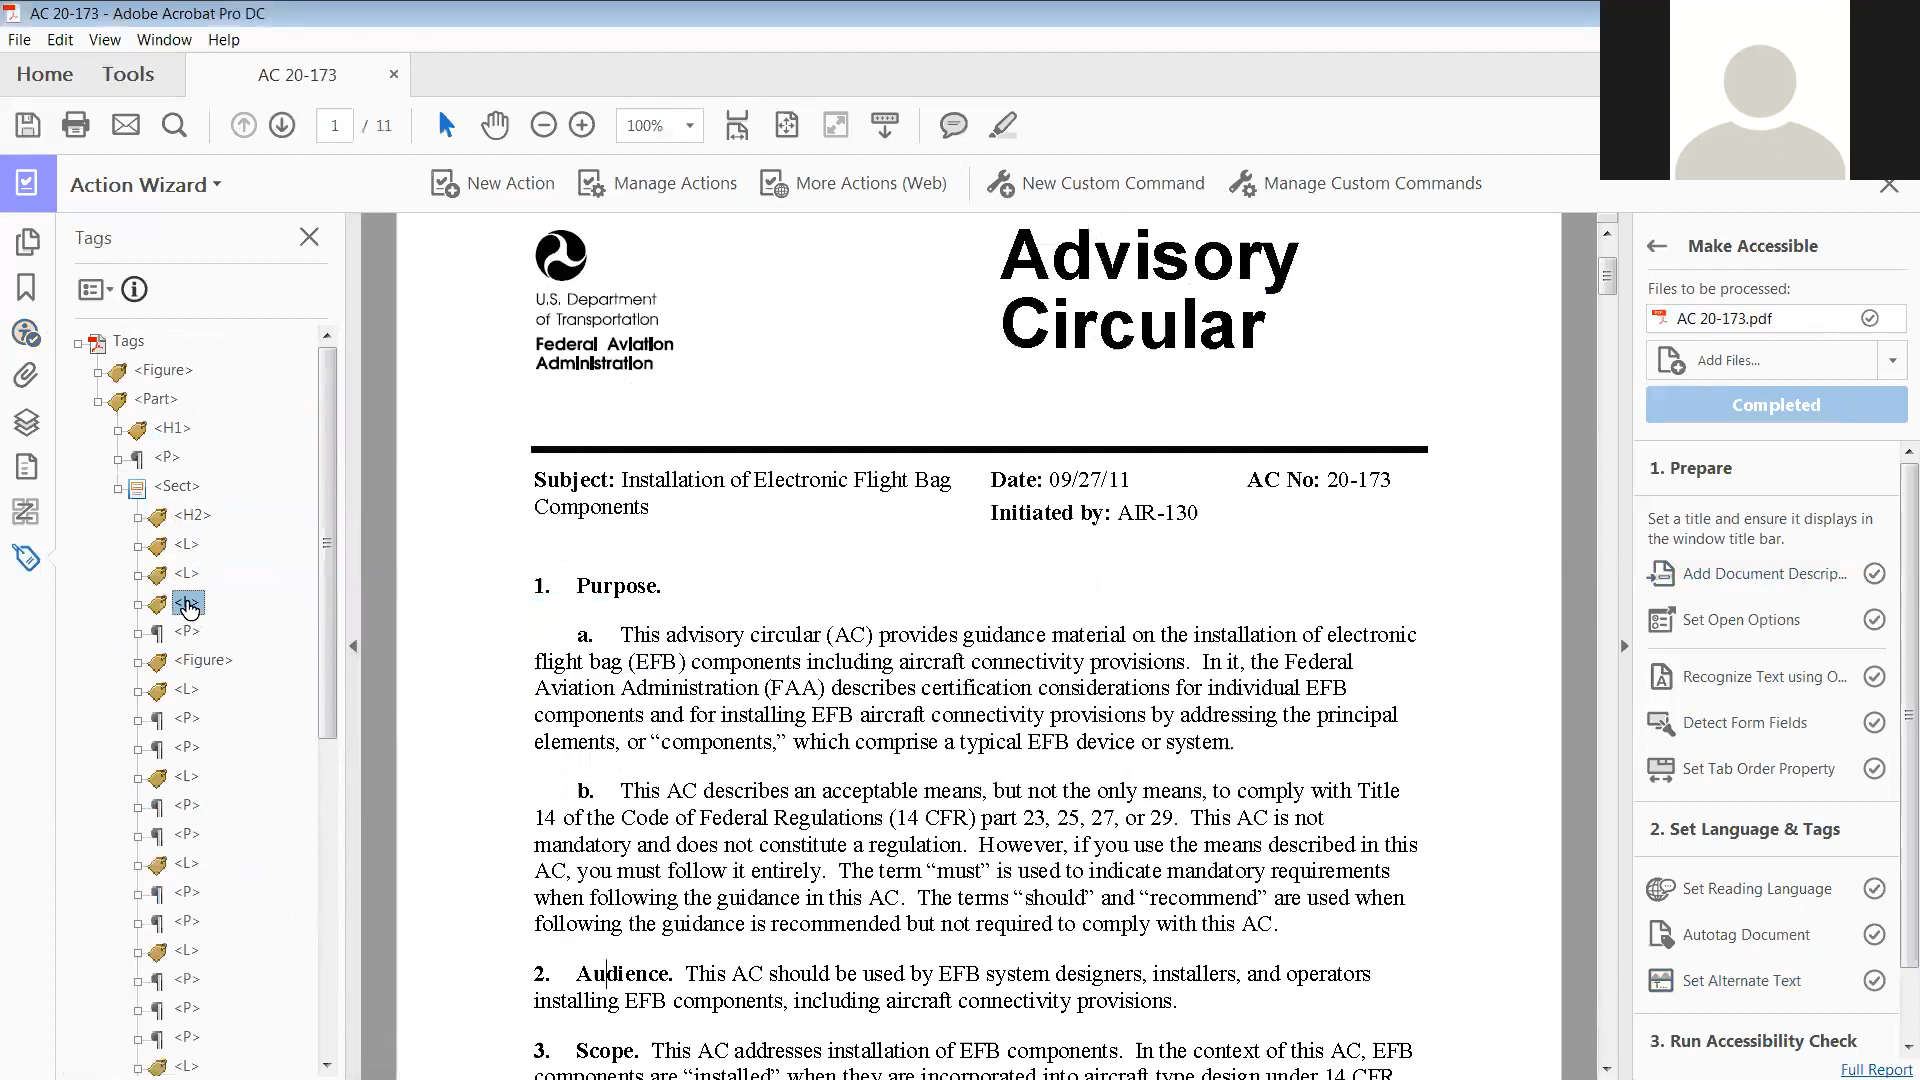 AC 20-173 - Adobe Acrobat Pro DC
File Edit View Window Help
Home Tools AC 20-173
1 / 11 100%
Action Wizard New Action Manage Actions More Actions (Web) New Custom Command Manage Custom Commands
Tags
Tags
<Figure>
<Part>
<H1>
<P>
<Sect>
<H2>
<L>
<L>
<P>
<Figure>
<L>
<P>
<P>
<L>
<P>
<P>
<L>
<P>
<P>
<L>
<P>
<P>
<P>
<L>
Advisory
Circular
U.S. Department
of Transportation
Federal Aviation
Administration
Subject: Installation of Electronic Flight Bag
Components
Date: 09/27/11
Initiated by: AIR-130
AC No: 20-173
1. Purpose.
a. This advisory circular (AC) provides guidance material on the installation of electronic
flight bag (EFB) components including aircraft connectivity provisions. In it, the Federal
Aviation Administration (FAA) describes certification considerations for individual EFB
components and for installing EFB aircraft connectivity provisions by addressing the principal
elements, or “components,” which comprise a typical EFB device or system.
b. This AC describes an acceptable means, but not the only means, to comply with Title
14 of the Code of Federal Regulations (14 CFR) part 23, 25, 27, or 29. This AC is not
mandatory and does not constitute a regulation. However, if you use the means described in this
AC, you must follow it entirely. The term “must” is used to indicate mandatory requirements
when following the guidance in this AC. The terms “should” and “recommend” are used when
following the guidance is recommended but not required to comply with this AC.
2. Audience. This AC should be used by EFB system designers, installers, and operators
installing EFB components, including aircraft connectivity provisions.
3. Scope. This AC addresses installation of EFB components. In the context of this AC, EFB
components are “installed” when they are incorporated into aircraft type design under 14 CFR
Make Accessible
Files to be processed:
AC 20-173.pdf
Add Files...
Completed
1. Prepare
Set a title and ensure it displays in
the window title bar.
Add Document Descrip...
Set Open Options
Recognize Text using O...
Detect Form Fields
Set Tab Order Property
2. Set Language & Tags
Set Reading Language
Autotag Document
Set Alternate Text
3. Run Accessibility Check
Full Report